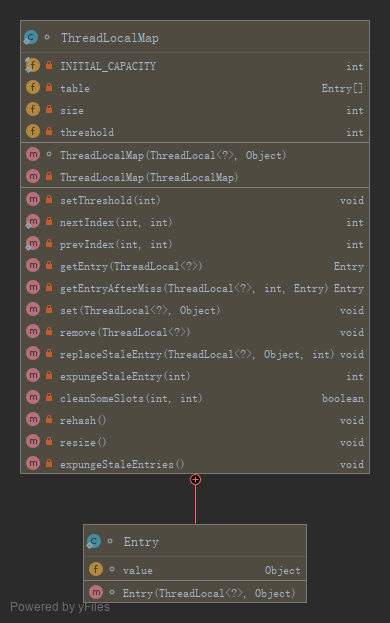 ThreadLocalMap
INITIAL_CAPACITY int
table Entry[]
size int
threshold int
ThreadLocalMap(ThreadLocal<?>, Object)
ThreadLocalMap(ThreadLocalMap)
setThreshold(int) void
nextIndex(int, int) int
prevIndex(int, int) int
getEntry(ThreadLocal<?>) Entry
getEntryAfterMiss(ThreadLocal<?>, int, Entry) Entry
set(ThreadLocal<?>, Object) void
remove(ThreadLocal<?>) void
replaceStaleEntry(ThreadLocal<?>, Object, int) void
expungeStaleEntry(int) int
cleanSomeSlots(int, int) boolean
rehash() void
resize() void
expungeStaleEntries() void
Entry
value Object
Entry(ThreadLocal<?>, Object)
Powered by yFiles